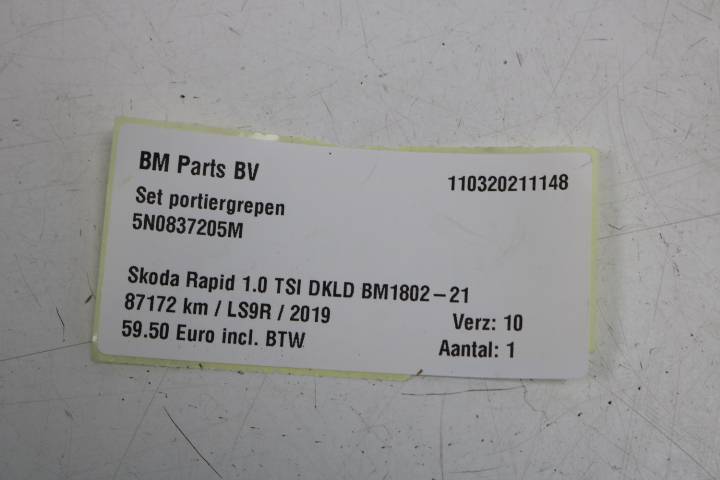 BM Parts BV
110320211148
Set portiergrepen
5N0837205M
Skoda Rapid 1.0 TSI DKLD BM1802-21
87172 km / LS9R / 2019
Verz: 10
59.50 Euro incl. BTW
Aantal: 1